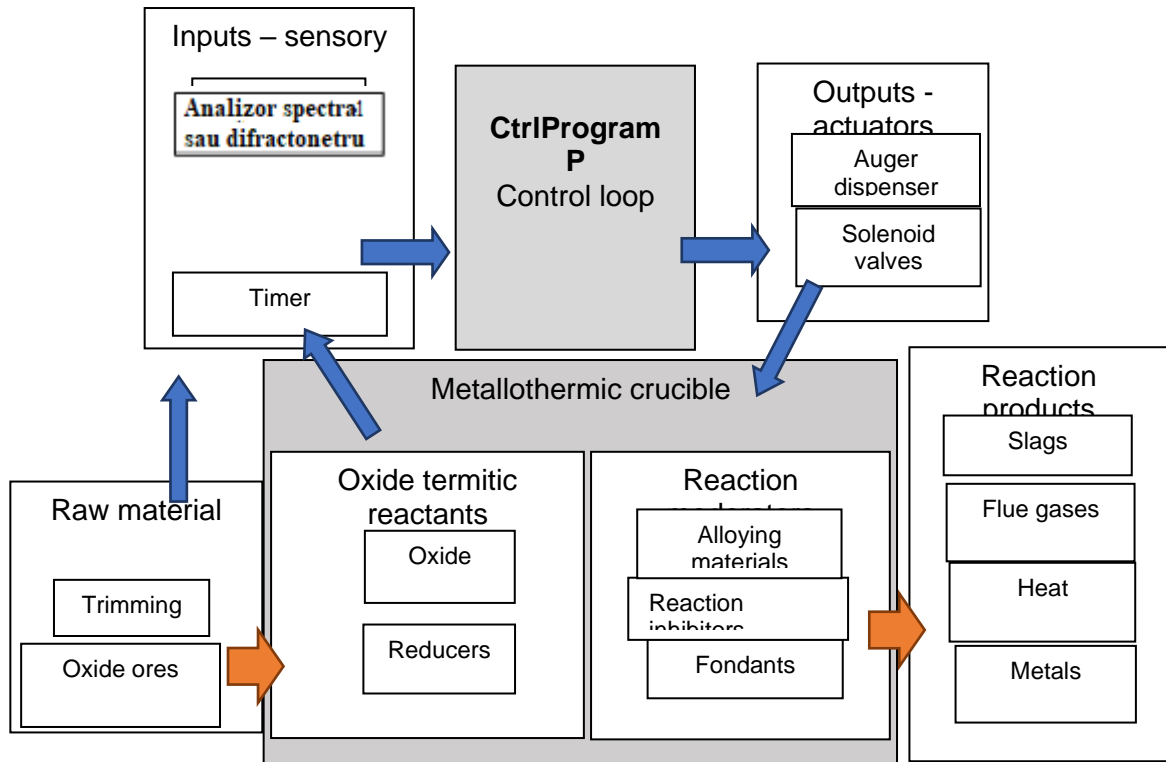 Inputs – sensory
Analizor spectral
sau difractonetru
Timer
CtrlProgram
P
Control loop
Outputs -
actuators
Auger
dispenser
Solenoid
valves
Metallothermic crucible
Raw material
Trimming
Oxide ores
Oxide termitic
reactants
Oxide
Reducers
Reaction
moderators
Alloying
materials
Reaction
inhibitors
Fondants
Reaction
products
Slags
Flue gases
Heat
Metals